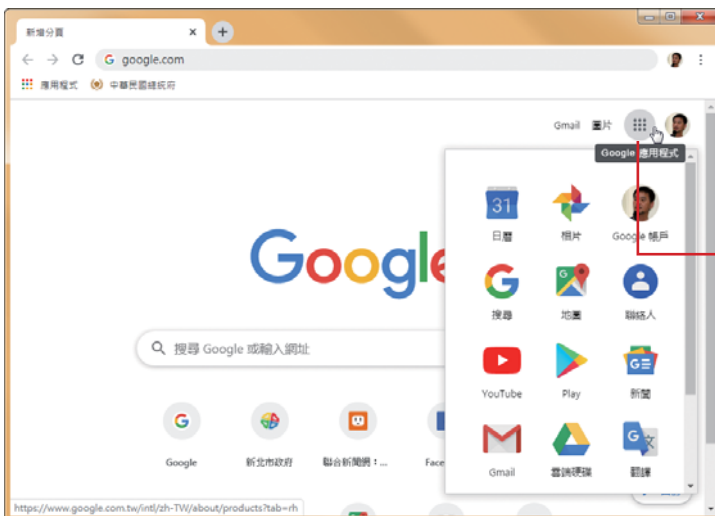 新增分頁
google.com
應用程式 中華民國總統府
Gmail 圖片
Google 應用程式
Google
31
日曆 相片 Google 帳戶
G
搜尋 地圖 聯絡人
G
搜尋 Google 或輸入網址
YouTube Play 新聞
G 文
Gmail 雲端硬碟 翻譯
Google 新北市政府 聯合新聞網：... Face
https://www.google.com.tw/intl/zh-TW/about/products?tab=rh